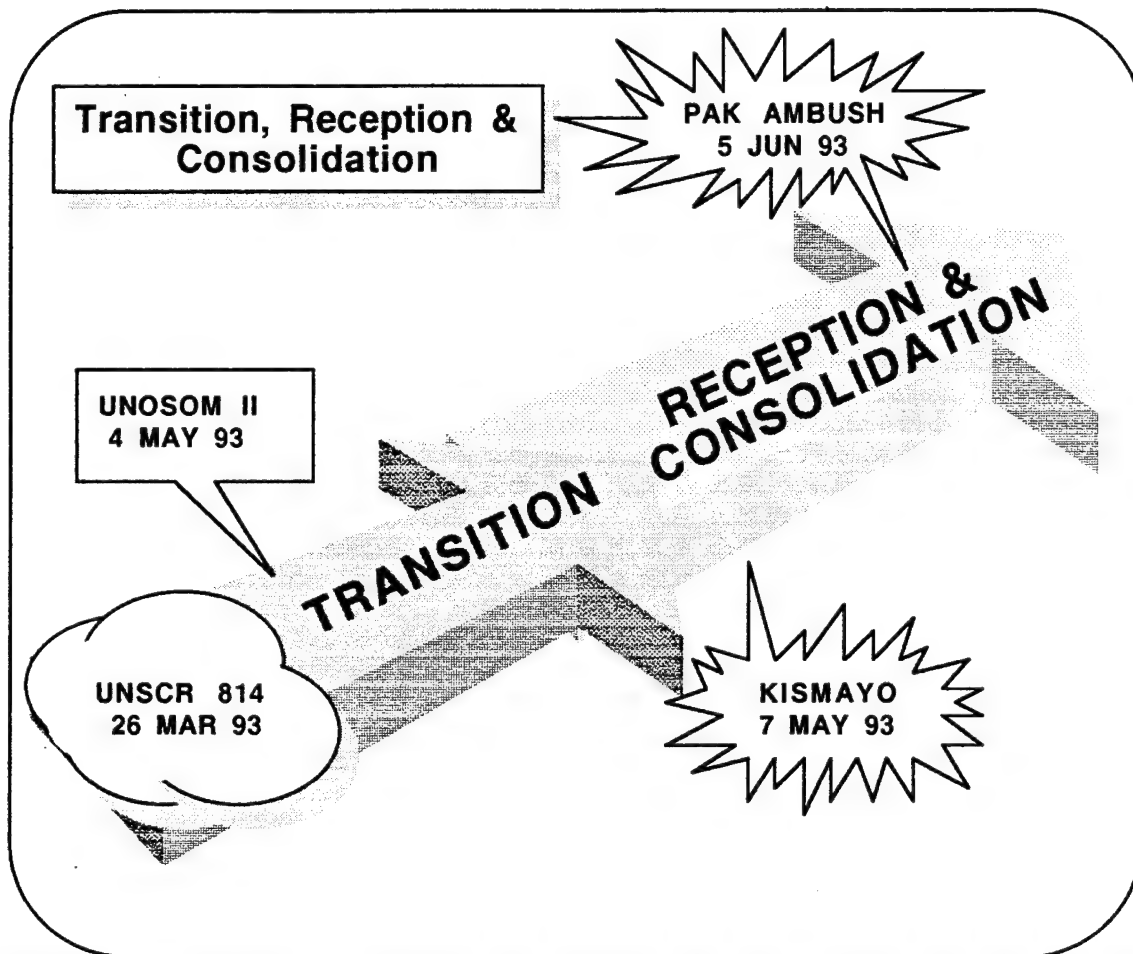 Transition, Reception &
Consolidation
PAK AMBUSH
5 JUN 93
RECEPTION &
CONSOLIDATION
UNOSOM II
4 MAY 93
TRANSITION
UNSCR 814
26 MAR 93
KISMAYO
7 MAY 93